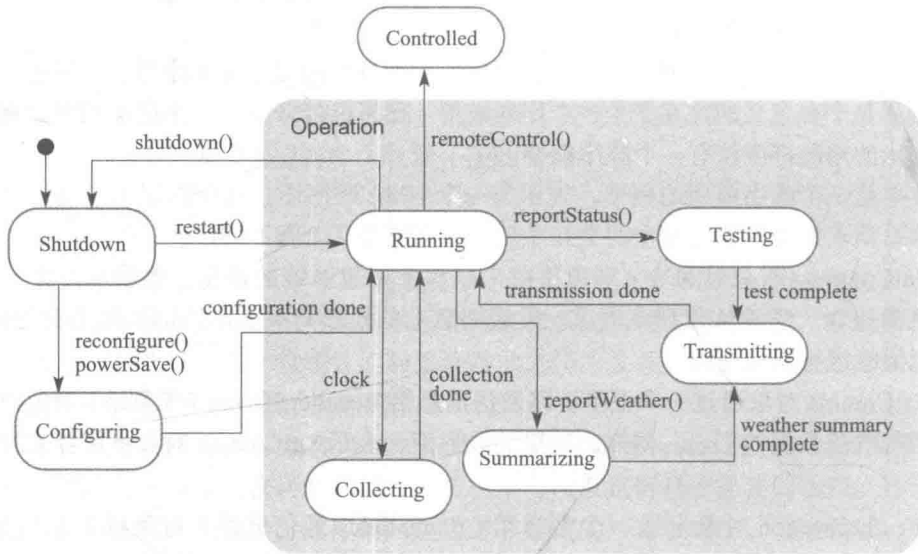 Controlled
Operation
shutdown()
remoteControl()
Shutdown
restart()
Running
reportStatus()
Testing
configuration done
transmission done
test complete
reconfigure()
powerSave()
Transmitting
clock
collection
done
reportWeather()
Configuring
weather summary
complete
Summarizing
Collecting